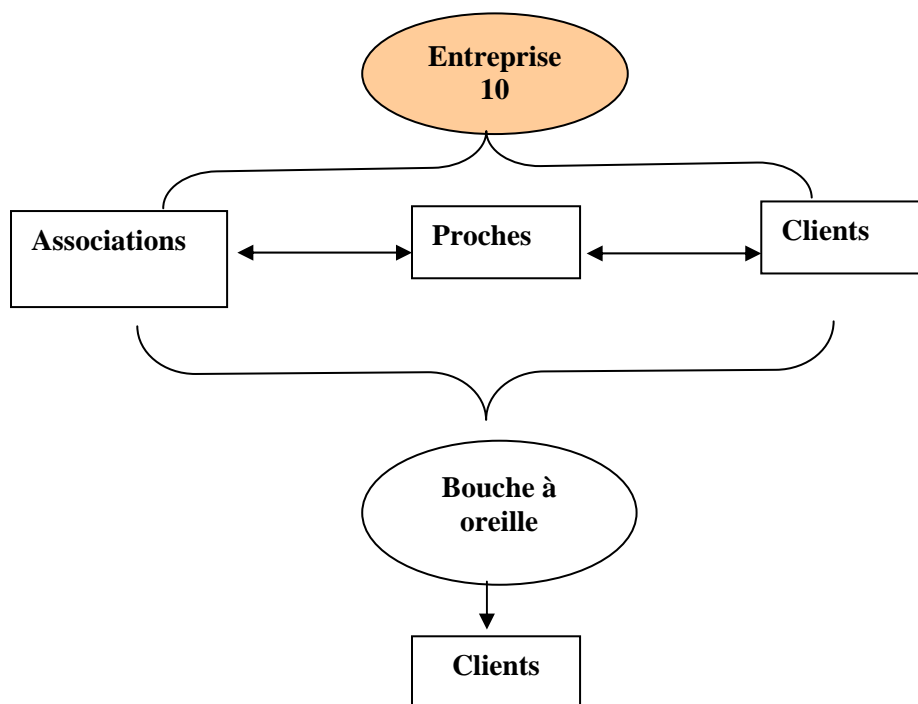 Entreprise
10
Associations
Proches
Clients
Bouche à
oreille
Clients